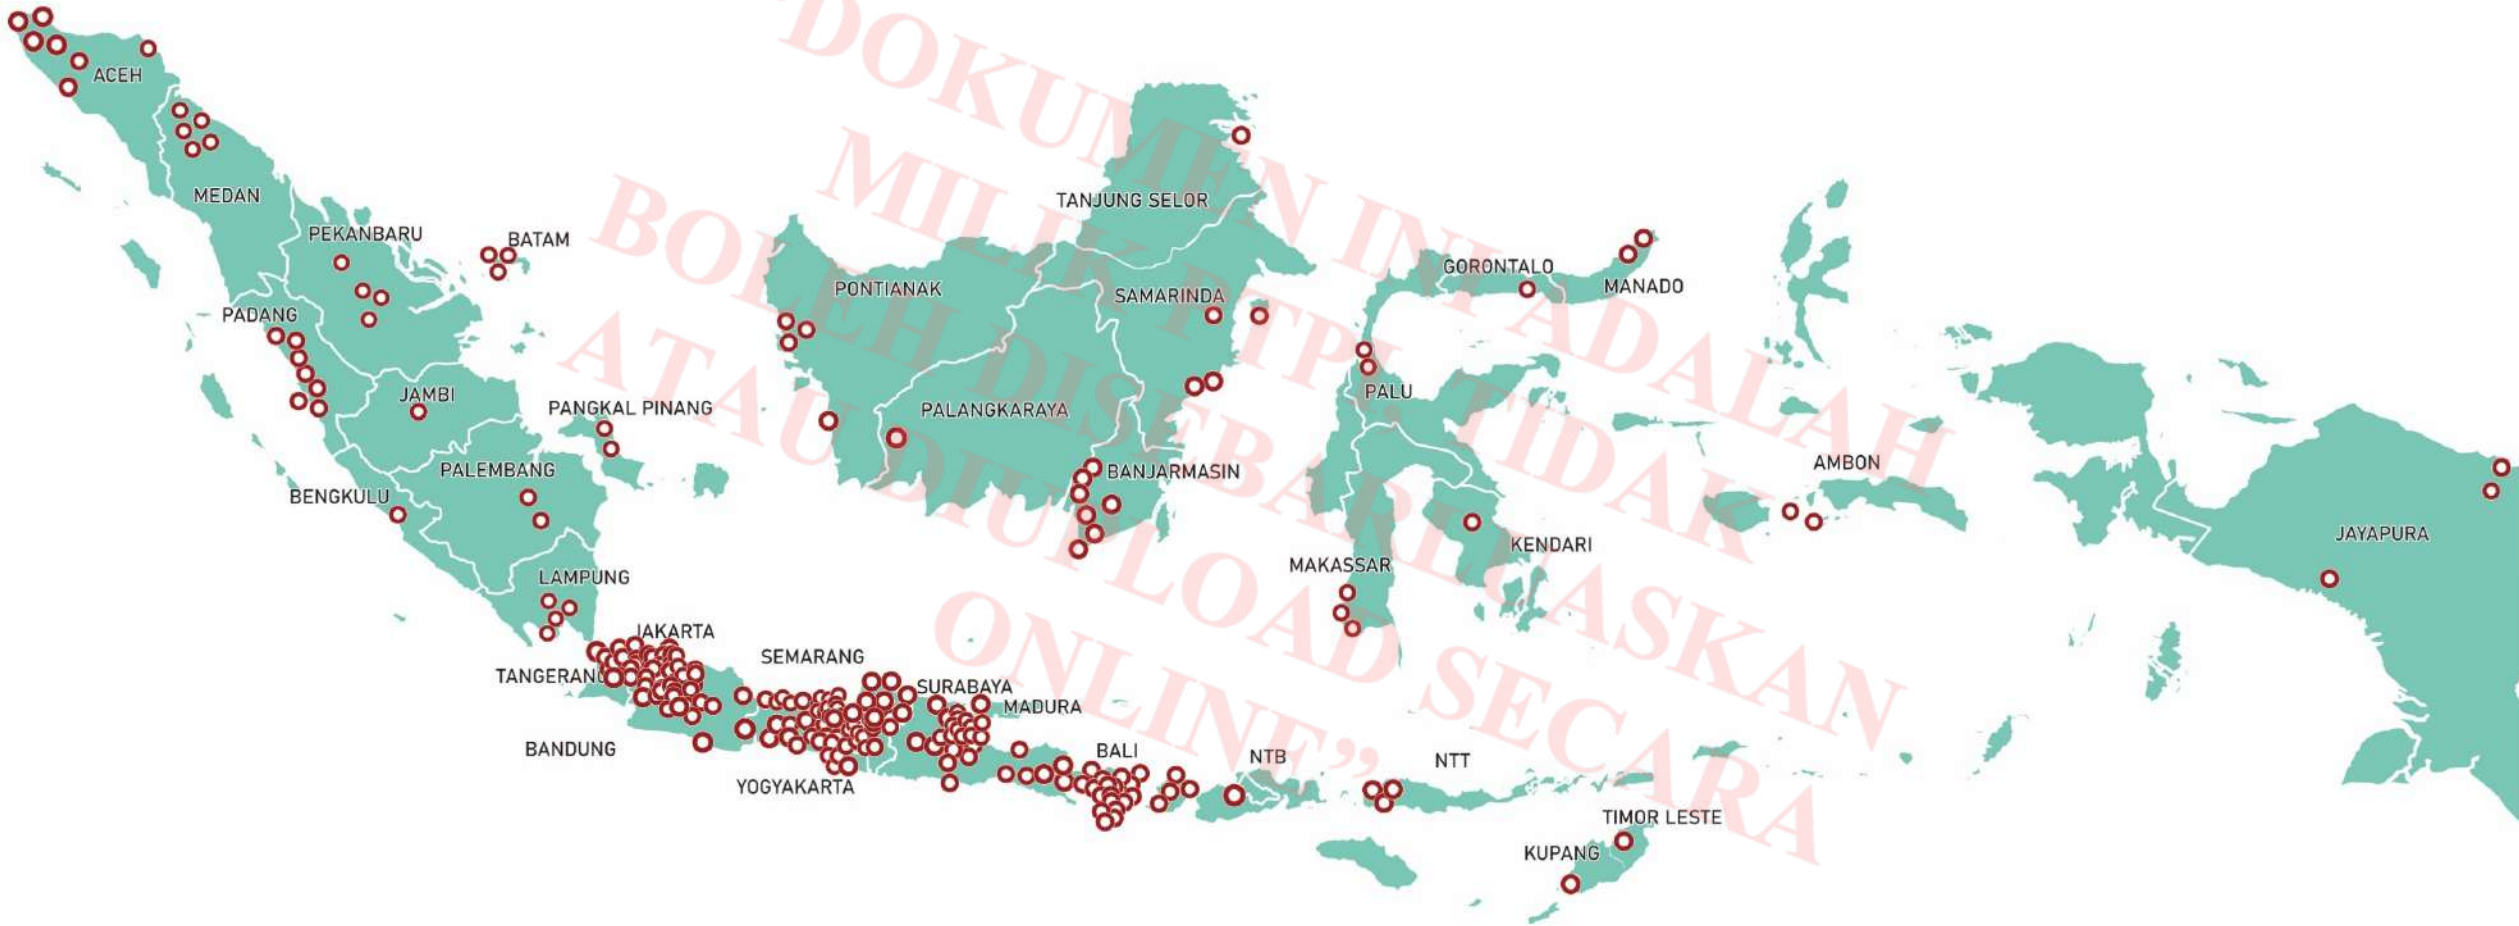 ACEH
MEDAN
PEKANBARU
BATAM
PADANG
JAMBI
PANGKAL PINANG
PALEMBANG
BENGKULU
LAMPUNG
JAKARTA
TANGERANG
BANDUNG
SEMARANG
YOGYAKARTA
SURABAYA
MADURA
BALI
NTB
NTT
TIMOR LESTE
KUPANG
TANJUNG SELOR
PONTIANAK
SAMARINDA
PALANGKARAYA
BANJARMASIN
GORONTALO
MANADO
PALU
KENDARI
MAKASSAR
AMBON
JAYAPURA
"DOKUMEN INI ADALAH
MILIK PTPI, TIDAK
BOLEH DISEBARLUASKAN
ATAU DIUPLOAD SECARA
ONLINE”